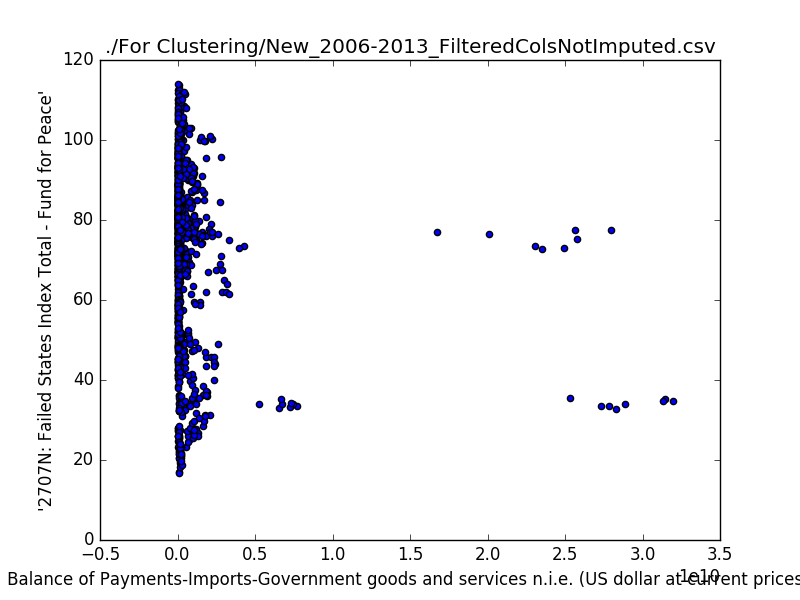 ./For Clustering/New_2006-2013_FilteredColsNotImputed.csv
'2707N: Failed States Index Total - Fund for Peace'
120
100
80
60
40
20
0
−0.5 0.0 0.5 1.0 1.5 2.0 2.5 3.0 3.5
1e10
Balance of Payments-Imports-Government goods and services n.i.e. (US dollar at current prices